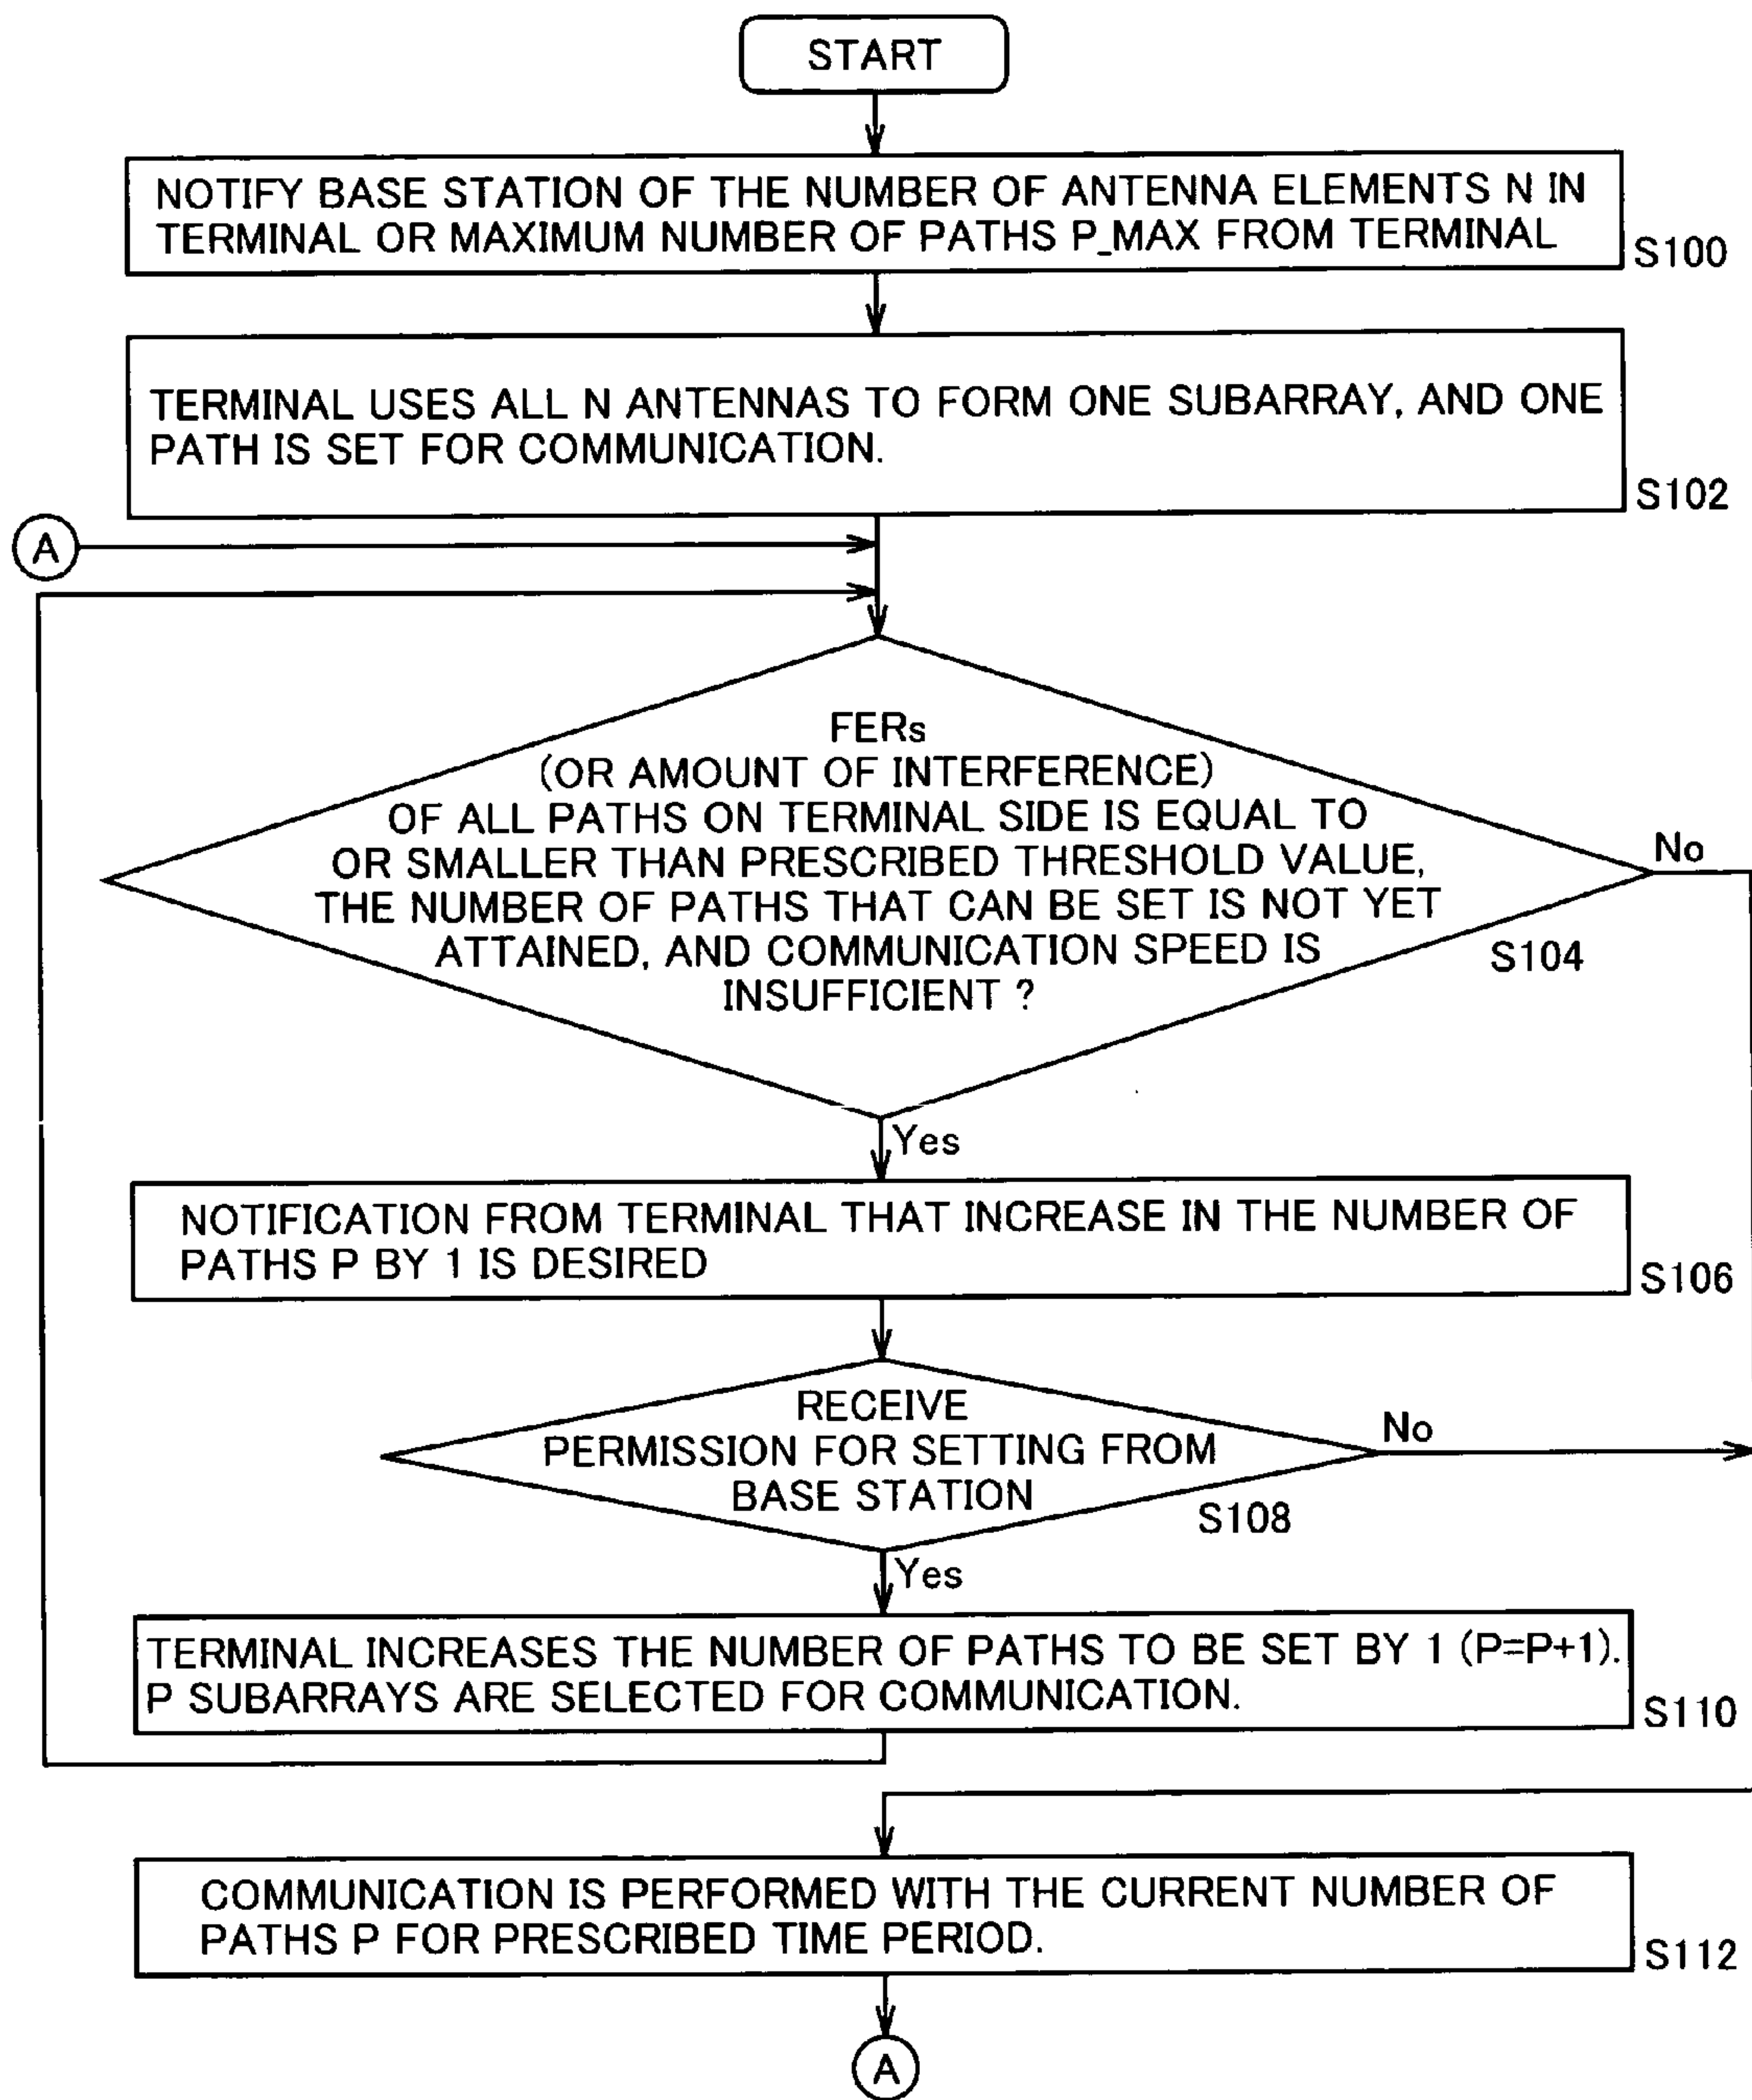 START
NOTIFY BASE STATION OF THE NUMBER OF ANTENNA ELEMENTS N IN
TERMINAL OR MAXIMUM NUMBER OF PATHS P_MAX FROM TERMINAL
S100
TERMINAL USES ALL N ANTENNAS TO FORM ONE SUBARRAY, AND ONE
PATH IS SET FOR COMMUNICATION.
S102
A
FERs
(OR AMOUNT OF INTERFERENCE)
OF ALL PATHS ON TERMINAL SIDE IS EQUAL TO
OR SMALLER THAN PRESCRIBED THRESHOLD VALUE,
THE NUMBER OF PATHS THAT CAN BE SET IS NOT YET
ATTAINED, AND COMMUNICATION SPEED IS
INSUFFICIENT ?
No
S104
Yes
NOTIFICATION FROM TERMINAL THAT INCREASE IN THE NUMBER OF
PATHS P BY 1 IS DESIRED
S106
RECEIVE
PERMISSION FOR SETTING FROM
BASE STATION
No
S108
Yes
TERMINAL INCREASES THE NUMBER OF PATHS TO BE SET BY 1 (P=P+1).
P SUBARRAYS ARE SELECTED FOR COMMUNICATION.
S110
COMMUNICATION IS PERFORMED WITH THE CURRENT NUMBER OF
PATHS P FOR PRESCRIBED TIME PERIOD.
S112
A